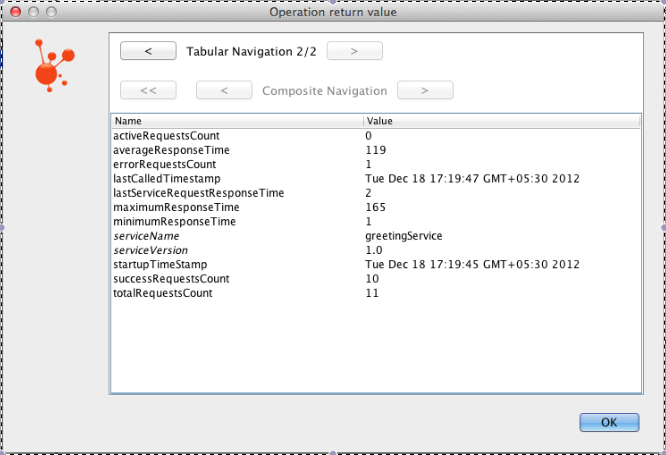 Operation return value
< Tabular Navigation 2/2 >
<< < Composite Navigation >
Name Value
activeRequestsCount 0
averageResponseTime 119
errorRequestsCount 1
lastCalledTimestamp Tue Dec 18 17:19:47 GMT+05:30 2012
lastServiceRequestResponseTime 2
maximumResponseTime 165
minimumResponseTime 1
serviceName greetingService
serviceVersion 1.0
startupTimeStamp Tue Dec 18 17:19:45 GMT+05:30 2012
successRequestsCount 10
totalRequestsCount 11
OK